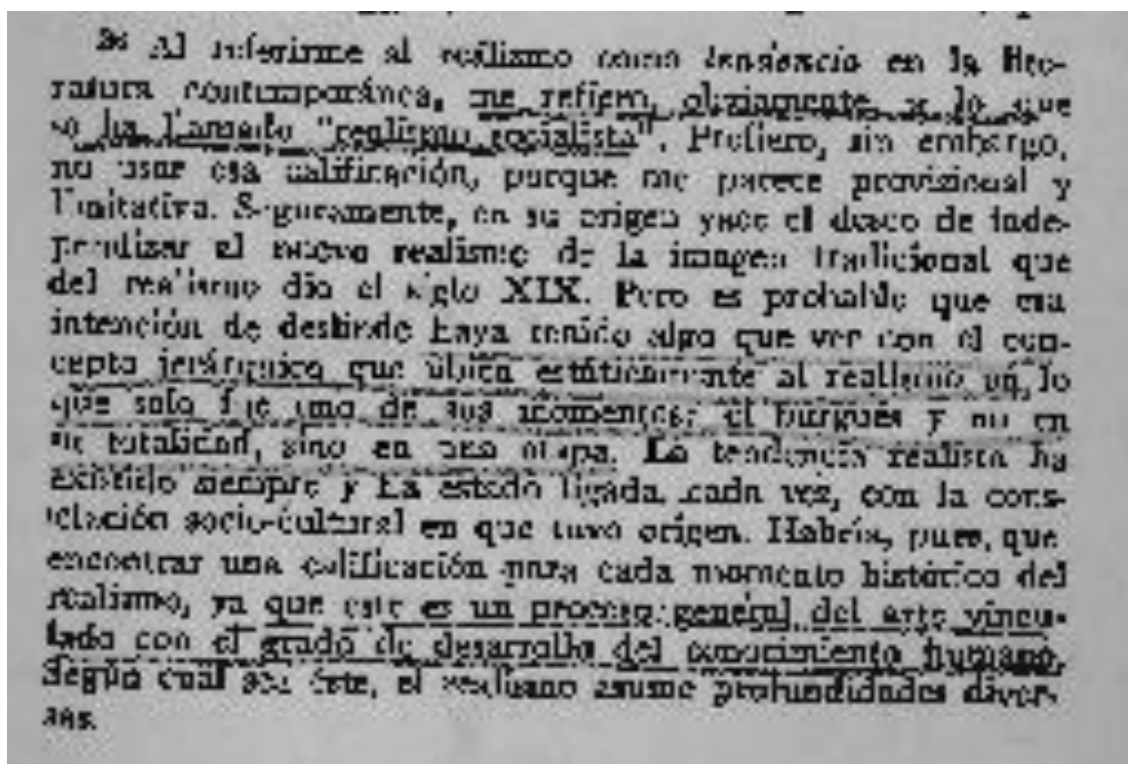 36 Al referirme al realismo como tendencia en la lite-
ratura contemporánea, me refiero, obviamente, a lo que
se ha llamado "realismo socialista". Prefiero, sin embargo,
no usar esa calificación, porque me parece provisional y
limitativa. Seguramente, en su origen yace el deseo de inde-
pendizar el nuevo realismo de la imagen tradicional que
del realismo dio el siglo XIX. Pero es probable que esa
intención de deslinde haya tenido algo que ver con el con-
cepto jerárquico que ubica estáticamente al realismo en lo
que solo fue uno de sus momentos: el burgués y no en
su totalidad, sino en una etapa. La tendencia realista ha
existido siempre y ha estado ligada, cada vez, con la cons-
telación socio-cultural en que tuvo origen. Habría, pues, que
encontrar una calificación para cada momento histórico del
realismo, ya que este es un proceso general del arte vincu-
lado con el grado de desarrollo del conocimiento humano.
Según cual sea éste, el realismo asume profundidades diver-
sas.